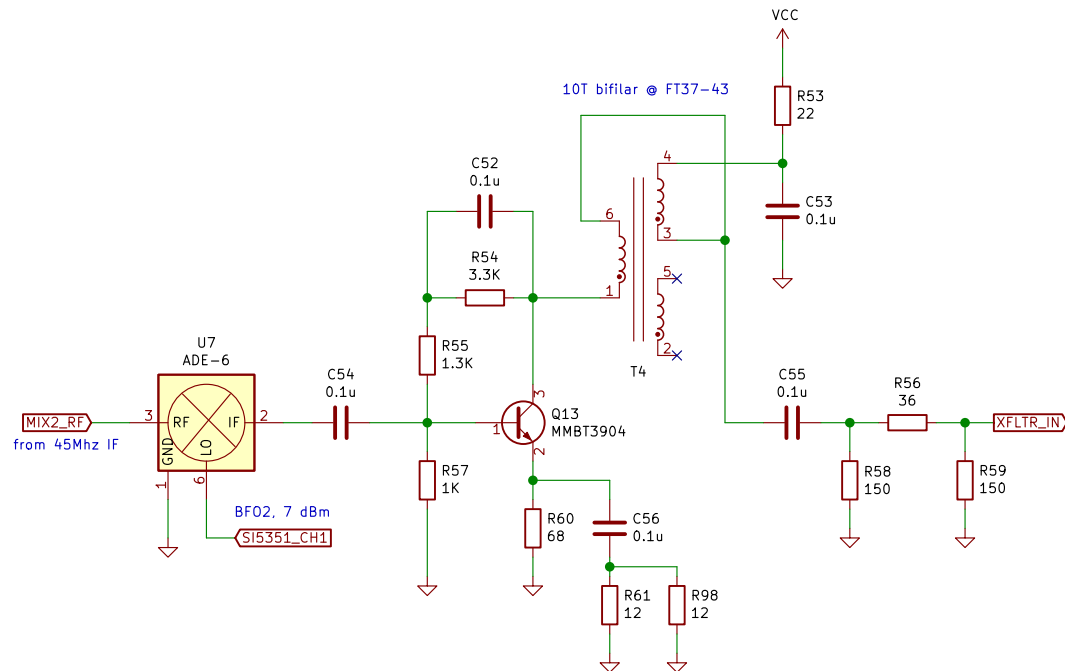 VCC
10T bifilar @ FT37-43
R53
22
C52
0.1u
4
C53
0.1u
6
3
R54
3.3K
5
1
2
T4
U7
ADE-6
R55
1.3K
C54
0.1u
C55
0.1u
R56
36
3
Q13
MMBT3904
MIX2_RF
3
RF
IF
2
1
XFLTR_IN
from 45Mhz IF
GND
LO
2
1
6
R57
1K
R58
150
R59
150
BFO2, 7 dBm
SI5351_CH1
R60
68
C56
0.1u
R61
12
R98
12